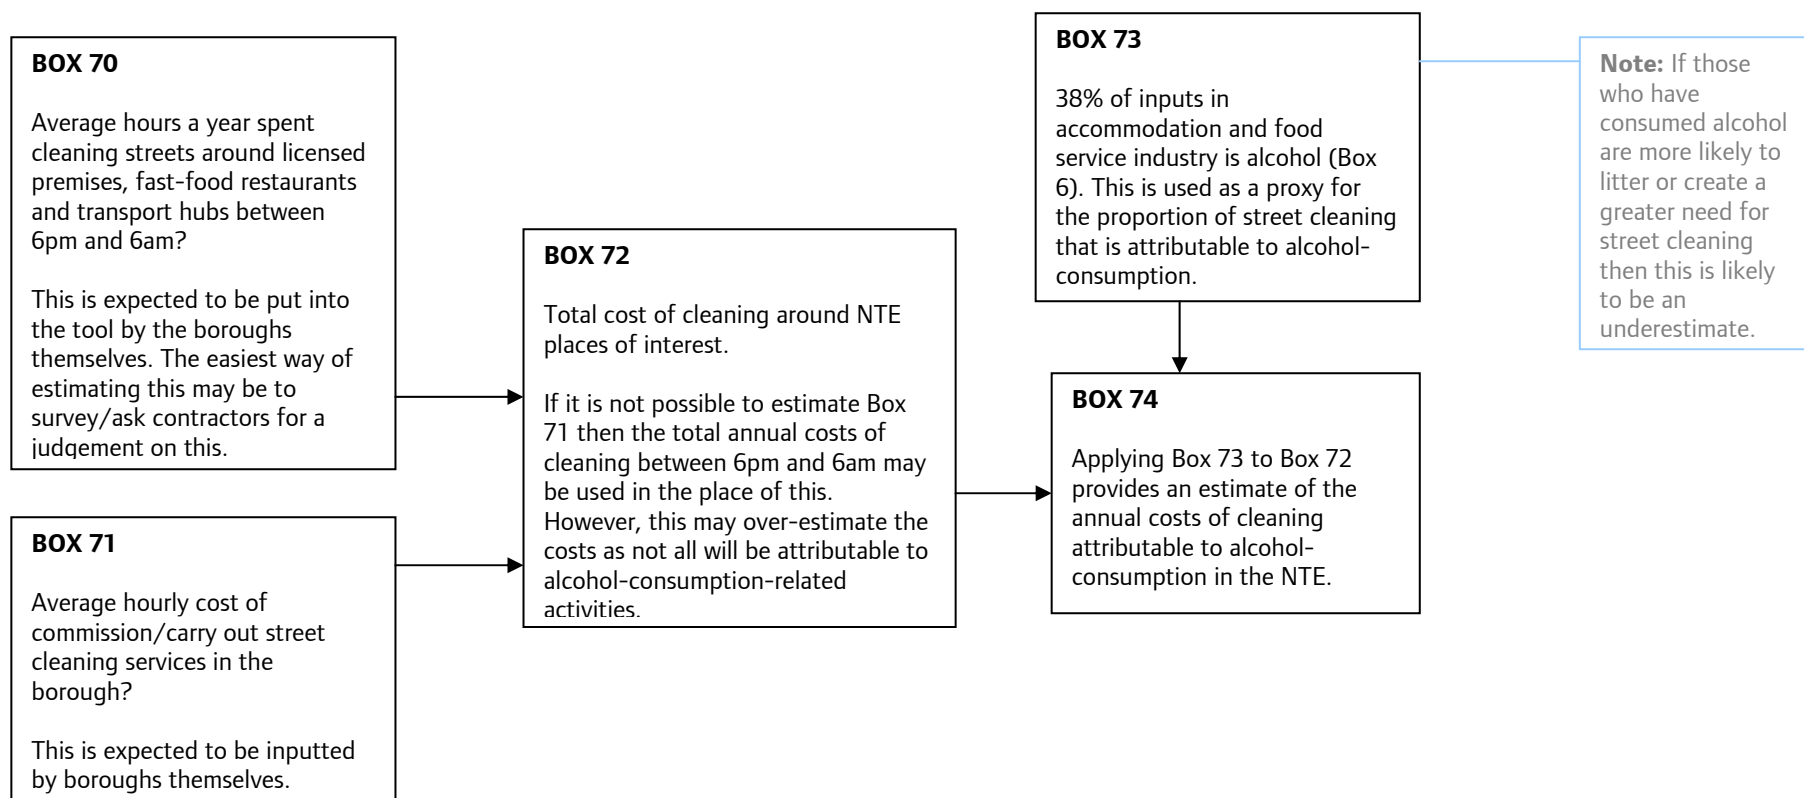 BOX 70
Average hours a year spent
cleaning streets around licensed
premises, fast-food restaurants
and transport hubs between
6pm and 6am?
This is expected to be put into
the tool by the boroughs
themselves. The easiest way of
estimating this may be to
survey/ask contractors for a
judgement on this.
BOX 71
Average hourly cost of
commission/carry out street
cleaning services in the
borough?
This is expected to be inputted
by boroughs themselves.
BOX 72
Total cost of cleaning around NTE
places of interest.
If it is not possible to estimate Box
71 then the total annual costs of
cleaning between 6pm and 6am may
be used in the place of this.
However, this may over-estimate the
costs as not all will be attributable to
alcohol-consumption-related
activities.
BOX 73
38% of inputs in
accommodation and food
service industry is alcohol (Box
6). This is used as a proxy for
the proportion of street cleaning
that is attributable to alcohol-
consumption.
BOX 74
Applying Box 73 to Box 72
provides an estimate of the
annual costs of cleaning
attributable to alcohol-
consumption in the NTE.
Note: If those
who have
consumed alcohol
are more likely to
litter or create a
greater need for
street cleaning
then this is likely
to be an
underestimate.